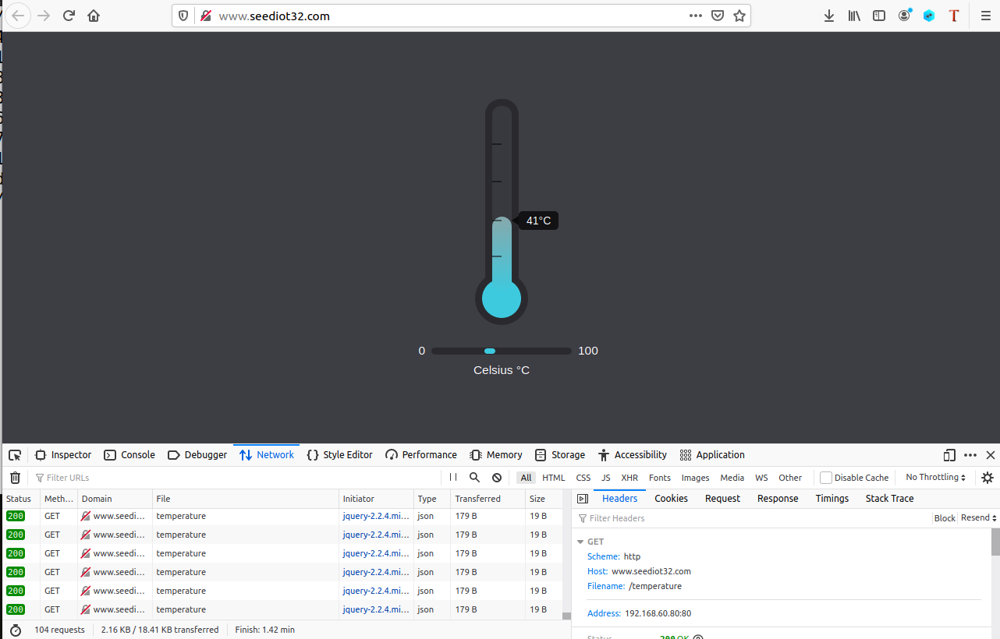 www.seediot32.com
T
41°C
0
100
Celsius °C
Inspector Console Debugger Network Style Editor Performance Memory Storage Accessibility Application
Filter URLs All HTML CSS JS XHR Fonts Images Media WS Other Disable Cache No Throttling
Status Meth... Domain File Initiator Type Transferred Size
200 GET www.seedi... temperature jquery-2.2.4.mi... json 179 B 19 B
200 GET www.seedi... temperature jquery-2.2.4.mi... json 179 B 19 B
200 GET www.seedi... temperature jquery-2.2.4.mi... json 179 B 19 B
200 GET www.seedi... temperature jquery-2.2.4.mi... json 179 B 19 B
200 GET www.seedi... temperature jquery-2.2.4.mi... json 179 B 19 B
200 GET www.seedi... temperature jquery-2.2.4.mi... json 179 B 19 B
104 requests 2.16 KB / 18.41 KB transferred Finish: 1.42 min
Headers Cookies Request Response Timings Stack Trace
Filter Headers Block Resend
GET
Scheme: http
Host: www.seediot32.com
Filename: /temperature
Address: 192.168.60.80:80
Status 200 OK